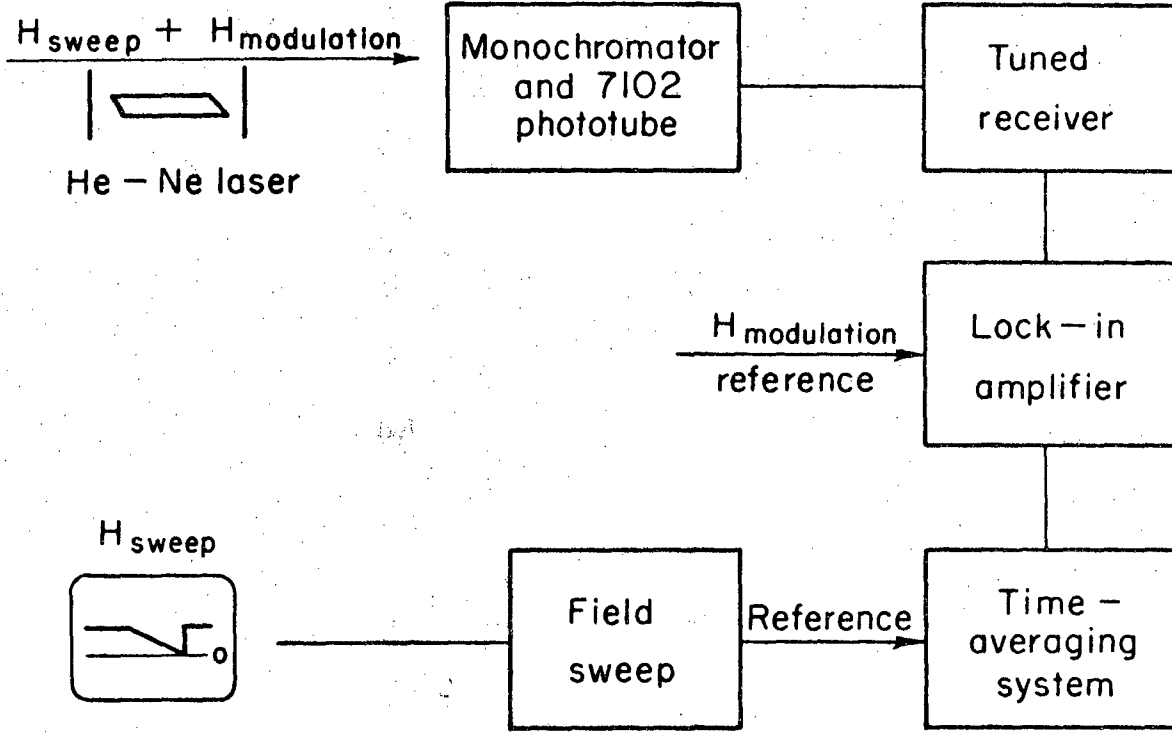 H sweep + H modulation
He – Ne laser
Monochromator
and 7102
phototube
Tuned
receiver
H modulation
reference
Lock – in
amplifier
H sweep
0
Field
sweep
Reference
Time –
averaging
system